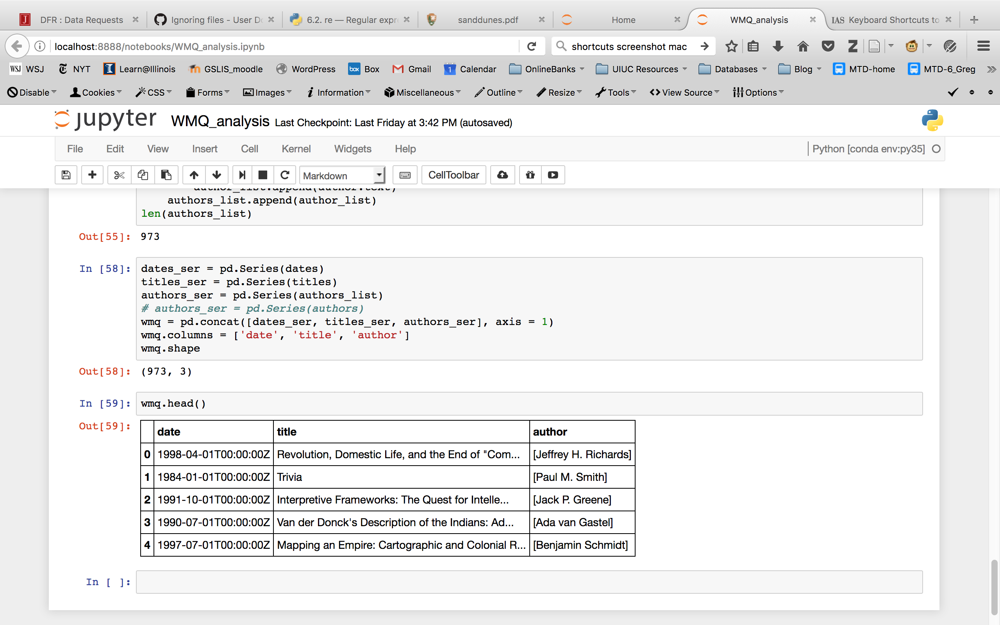 DFR : Data Requests
Ignoring files - User Do
6.2. re — Regular expre
sanddunes.pdf
Home
WMQ_analysis
IAS Keyboard Shortcuts to
localhost:8888/notebooks/WMQ_analysis.ipynb
shortcuts screenshot mac
WSJ WSJ NYT Learn@Illinois GSLIS_moodle WordPress box Box Gmail 1 Calendar OnlineBanks UIUC Resources Databases Blog MTD-home MTD-6_Greg
Disable Cookies CSS Forms Images Information Miscellaneous Outline Resize Tools View Source Options
jupyter WMQ_analysis Last Checkpoint: Last Friday at 3:42 PM (autosaved)
File Edit View Insert Cell Kernel Widgets Help Python [conda env:py35]
Markdown CellToolbar
author_list.append(author.text)
authors_list.append(author_list)
len(authors_list)
Out[55]: 973
In [58]: dates_ser = pd.Series(dates)
titles_ser = pd.Series(titles)
authors_ser = pd.Series(authors_list)
# authors_ser = pd.Series(authors)
wmq = pd.concat([dates_ser, titles_ser, authors_ser], axis = 1)
wmq.columns = ['date', 'title', 'author']
wmq.shape
Out[58]: (973, 3)
In [59]: wmq.head()
Out[59]:
date title author
0 1998-04-01T00:00:00Z Revolution, Domestic Life, and the End of "Com... [Jeffrey H. Richards]
1 1984-01-01T00:00:00Z Trivia [Paul M. Smith]
2 1991-10-01T00:00:00Z Interpretive Frameworks: The Quest for Intelle... [Jack P. Greene]
3 1990-07-01T00:00:00Z Van der Donck's Description of the Indians: Ad... [Ada van Gastel]
4 1997-07-01T00:00:00Z Mapping an Empire: Cartographic and Colonial R... [Benjamin Schmidt]
In [ ]: